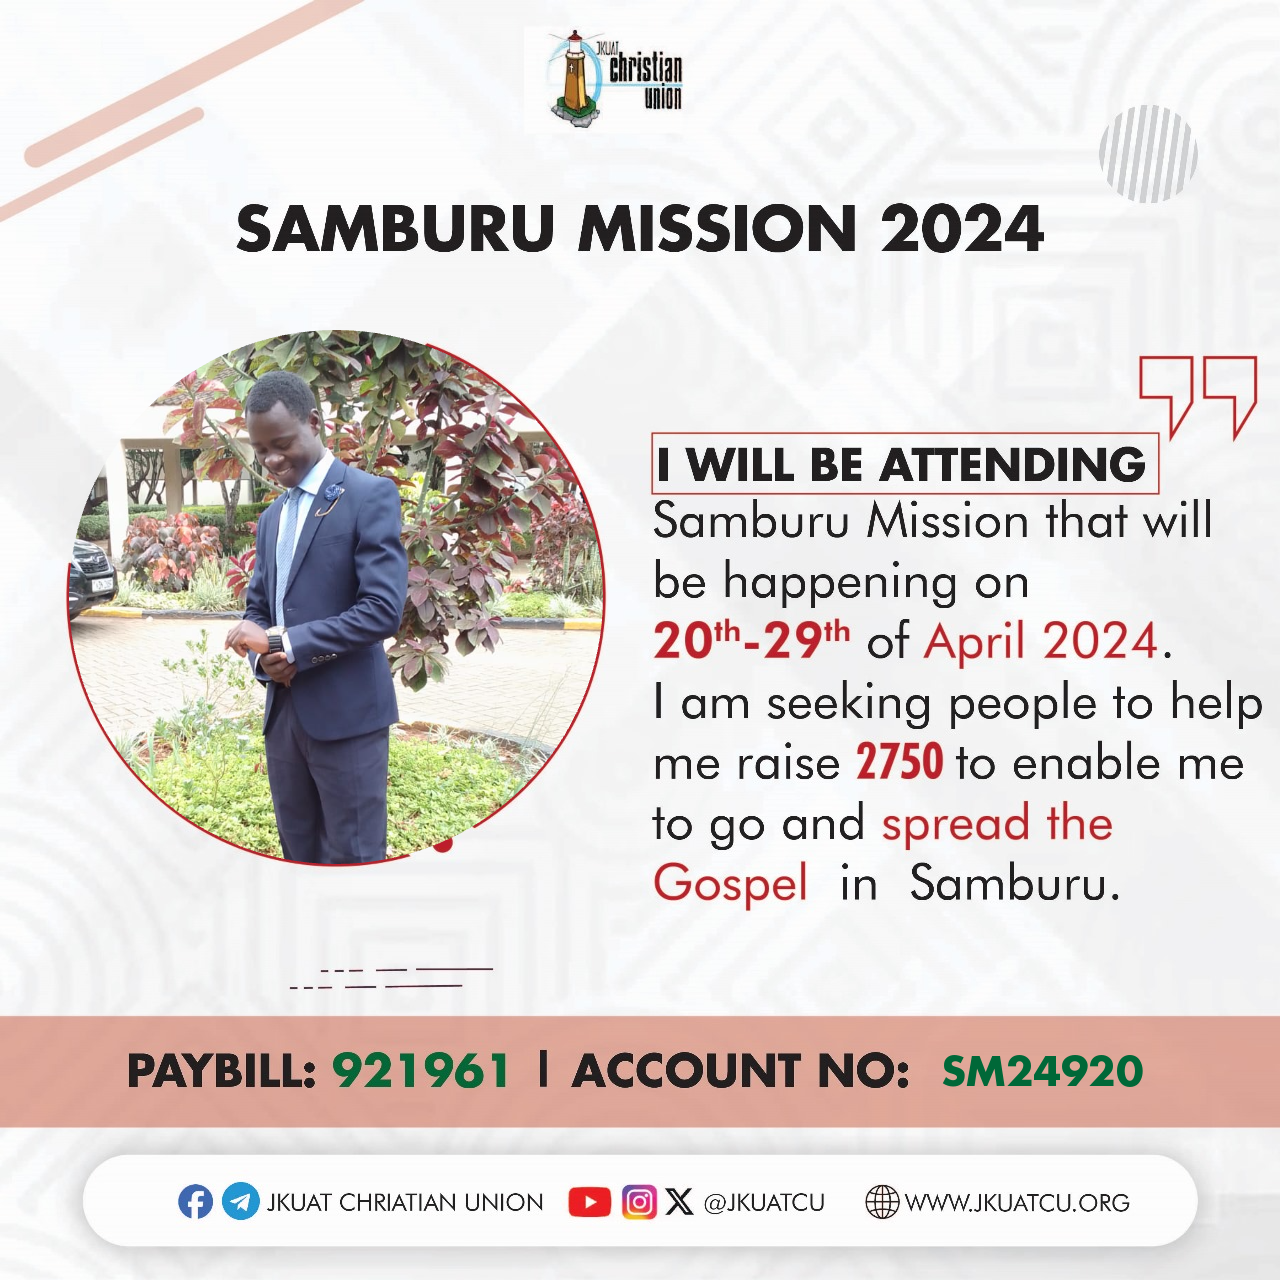 JKUAT
christian
union
SAMBURU MISSION 2024
I WILL BE ATTENDING
Samburu Mission that will
be happening on
20th-29th of April 2024.
I am seeking people to help
me raise 2750 to enable me
to go and spread the
Gospel in Samburu.
PAYBILL: 921961 | ACCOUNT NO: SM24920
JKUAT CHRIATIAN UNION @JKUATCU WWW.JKUATCU.ORG